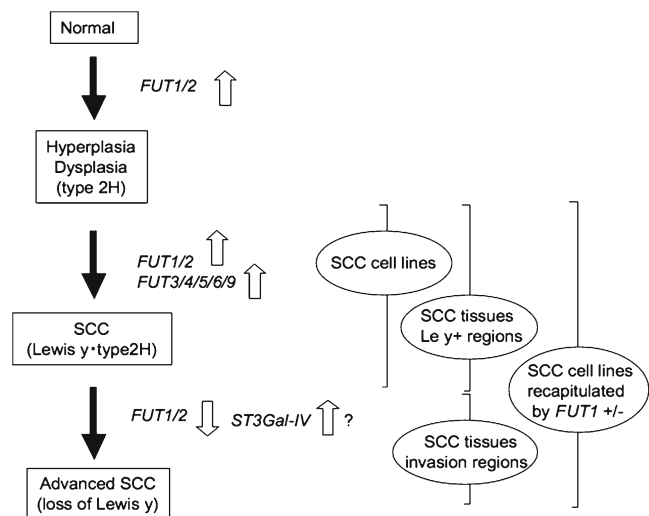 Normal
FUT1/2
Hyperplasia
Dysplasia
(type 2H)
FUT1/2
FUT3/4/5/6/9
SCC
(Lewis y・type2H)
FUT1/2
ST3Gal-IV
?
Advanced SCC
(loss of Lewis y)
SCC cell lines
SCC tissues
Le y+ regions
SCC tissues
invasion regions
SCC cell lines
recapitulated
by FUT1 +/-